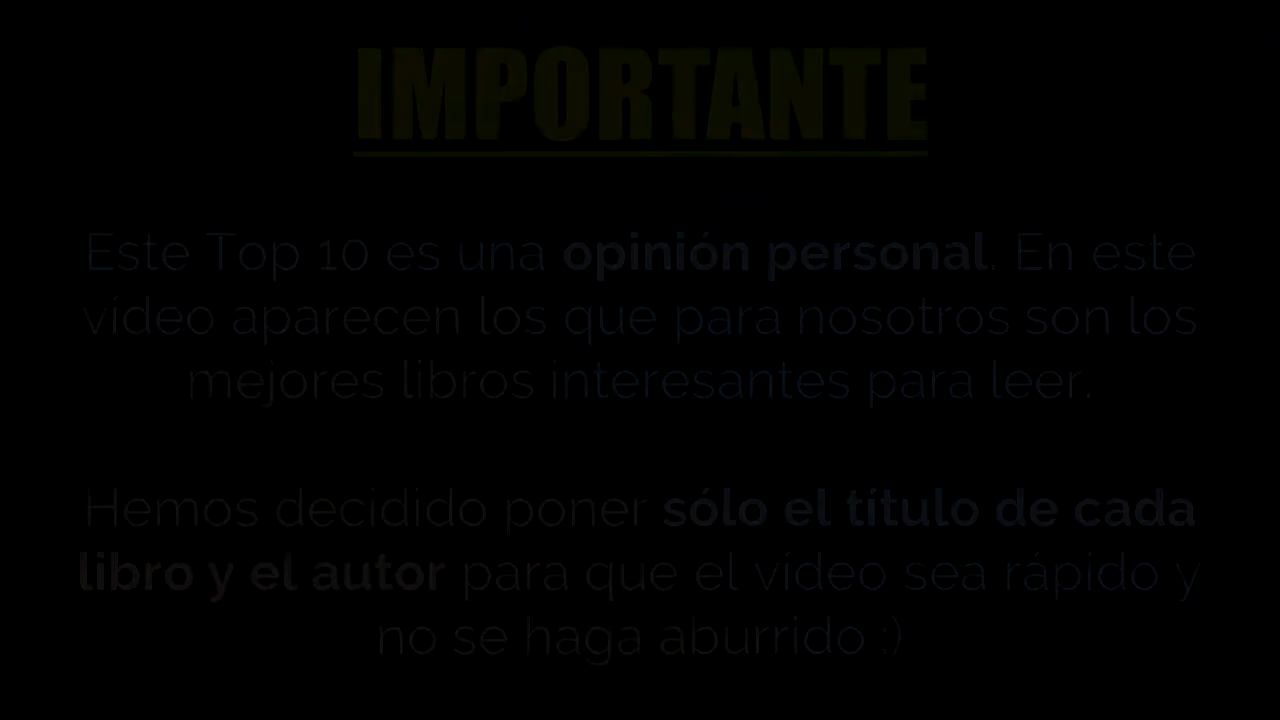 IMPORTANTE
Este Top 10 es una opinión personal. En este
vídeo aparecen los que para nosotros son los
mejores libros interesantes para leer.
Hemos decidido poner sólo el título de cada
libro y el autor para que el vídeo sea rápido y
no se haga aburrido :)